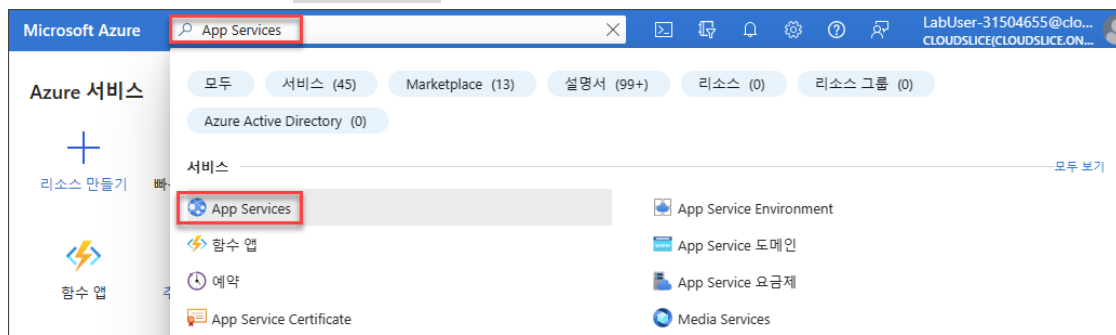 Microsoft Azure
App Services
LabUser-31504655@clo...
CLOUDSLICE(CLOUDSLICE.ON...
Azure 서비스
모두
서비스 (45)
Marketplace (13)
설명서 (99+)
리소스 (0)
리소스 그룹 (0)
Azure Active Directory (0)
서비스
모두 보기
리소스 만들기
App Services
App Service Environment
함수 앱
App Service 도메인
예약
App Service 요금제
App Service Certificate
Media Services
함수 앱